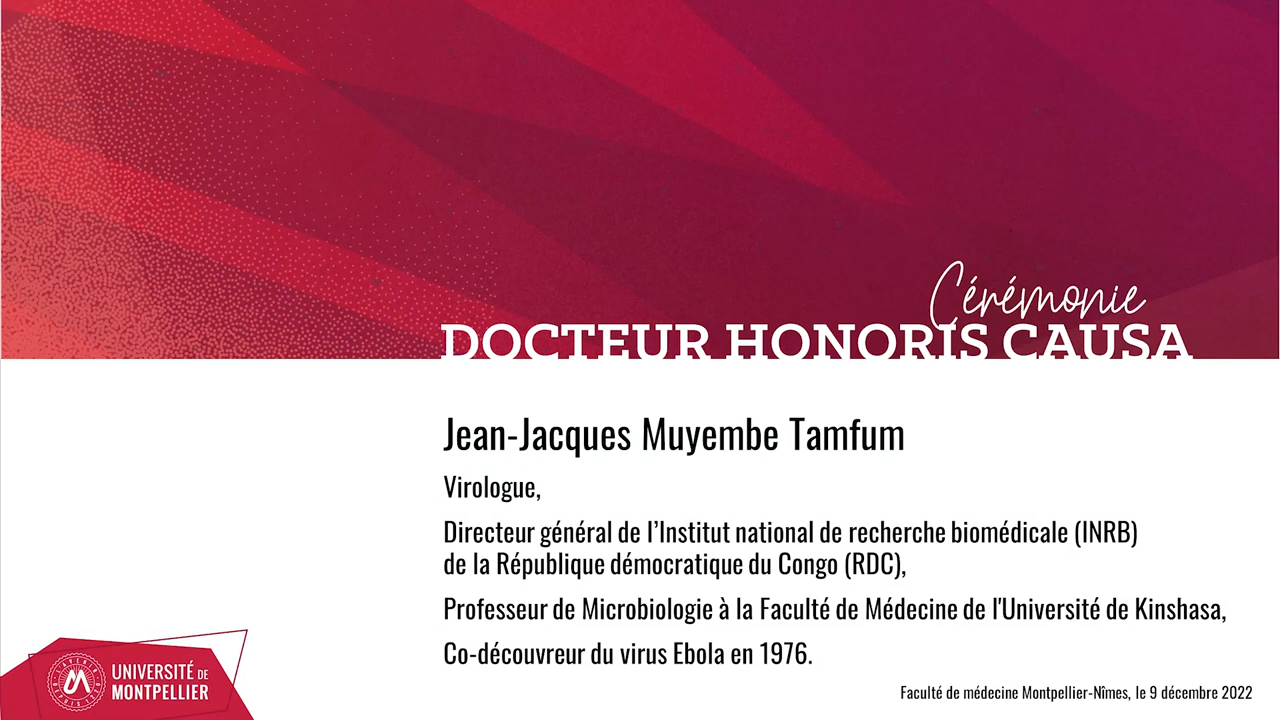 Cérémonie
DOCTEUR HONORIS CAUSA
Jean-Jacques Muyembe Tamfum
Virologue,
Directeur général de l’Institut national de recherche biomédicale (INRB)
de la République démocratique du Congo (RDC),
Professeur de Microbiologie à la Faculté de Médecine de l'Université de Kinshasa,
Co-découvreur du virus Ebola en 1976.
UNIVERSITÉ DE
MONTPELLIER
Faculté de médecine Montpellier-Nîmes, le 9 décembre 2022